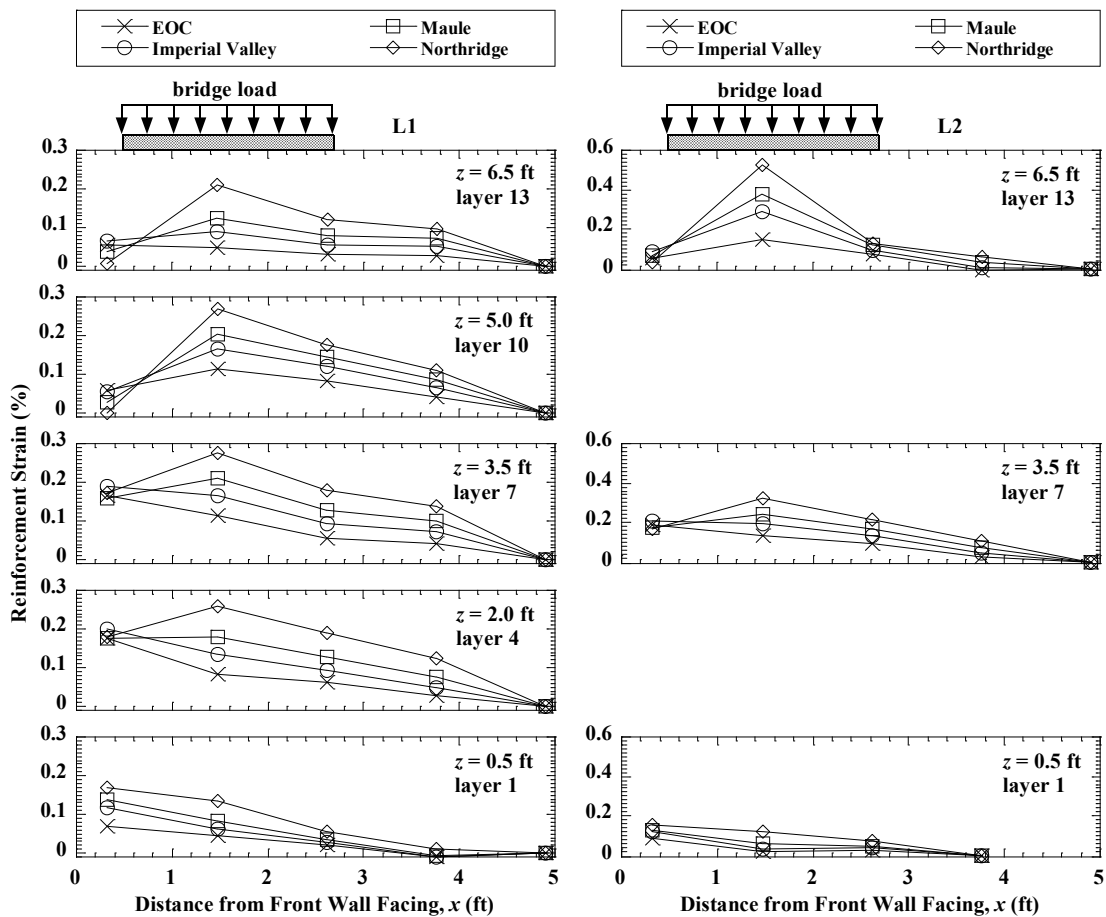 EOC
Maule
Imperial Valley
Northridge
bridge load
L1
0.3
0.2
0.1
0
z = 6.5 ft
layer 13
0.3
0.2
0.1
0
z = 5.0 ft
layer 10
0.3
0.2
0.1
0
z = 3.5 ft
layer 7
0.3
0.2
0.1
0
z = 2.0 ft
layer 4
0.3
0.2
0.1
0
z = 0.5 ft
layer 1
0 1 2 3 4 5
Distance from Front Wall Facing, x (ft)
Reinforcement Strain (%)
EOC
Maule
Imperial Valley
Northridge
bridge load
L2
0.6
0.4
0.2
0
z = 6.5 ft
layer 13
0.6
0.4
0.2
0
z = 3.5 ft
layer 7
0.6
0.4
0.2
0
z = 0.5 ft
layer 1
0 1 2 3 4 5
Distance from Front Wall Facing, x (ft)